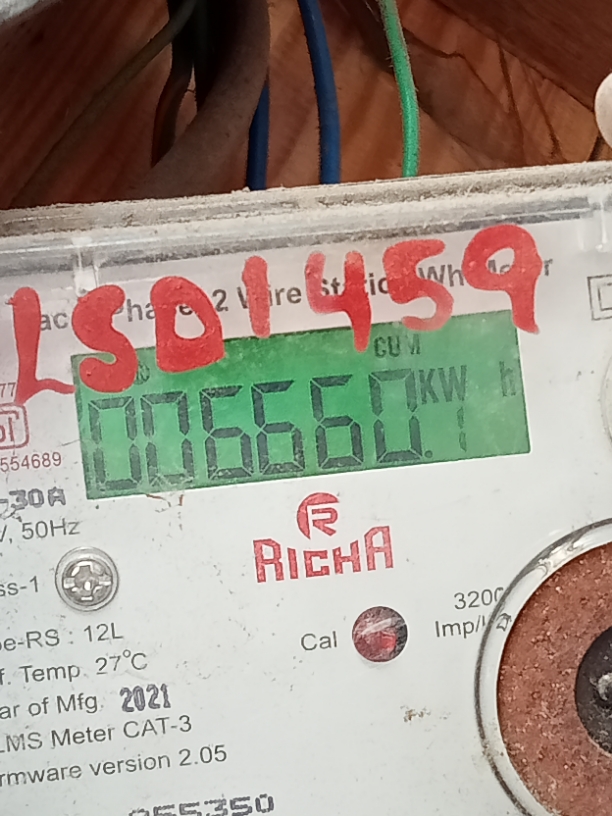 LSD1459
2 Wire Static Wh Meter
CUM
006660.1 KW h
77
554689
-30A
V, 50Hz
RICHA
ss-1
3200
Cal
Imp/
pe-RS : 12L
f. Temp. 27°C
ar of Mfg. 2021
LMS Meter CAT-3
rmware version 2.05
055350